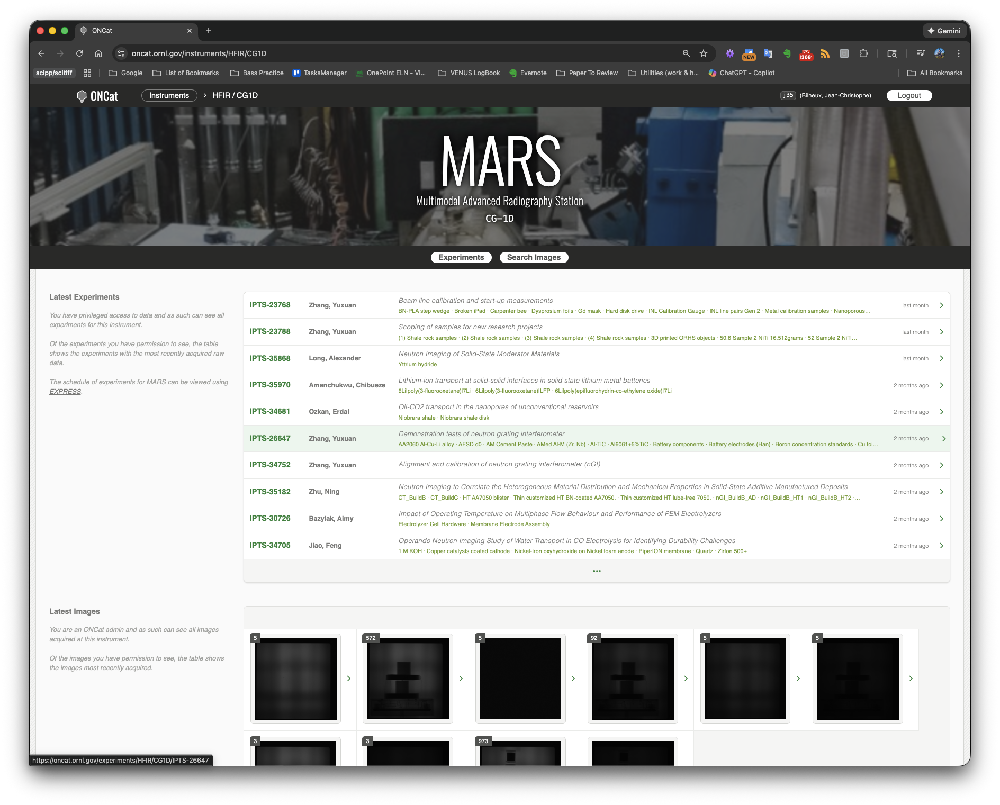 ONCat
Gemini
oncat.ornl.gov/instruments/HFIR/CG1D
NEW
scipp/scitiff
Google
List of Bookmarks
Bass Practice
TasksManager
OnePoint ELN - Vi...
VENUS LogBook
Evernote
Paper To Review
Utilities (work & h...
ChatGPT - Copilot
All Bookmarks
ONCat
Instruments
HFIR / CG1D
j35
(Bilheux, Jean-Christophe)
Logout
MARS
Multimodal Advanced Radiography Station
CG-1D
Experiments
Search Images
Latest Experiments
You have privileged access to data and as such can see all
experiments for this instrument.
Of the experiments you have permission to see, the table
shows the experiments with the most recently acquired raw
data.
The schedule of experiments for MARS can be viewed using
EXPRESS.
IPTS-23768
Zhang, Yuxuan
Beam line calibration and start-up measurements
BN-PLA step wedge · Broken iPad · Carpenter bee · Dysprosium foils · Gd mask · Hard disk drive · INL Calibration Gauge · INL line pairs Gen 2 · Metal calibration samples · Nanoporous...
last month
IPTS-23788
Zhang, Yuxuan
Scoping of samples for new research projects
(1) Shale rock samples · (2) Shale rock samples · (3) Shale rock samples · (4) Shale rock samples · 3D printed ORHS objects · 50.6 Sample 2 NiTi 16.512grams · 52 Sample 2 NiTi...
last month
IPTS-35868
Long, Alexander
Neutron Imaging of Solid-State Moderator Materials
Yttrium hydride
last month
IPTS-35970
Amanchukwu, Chibueze
Lithium-ion transport at solid-solid interfaces in solid state lithium metal batteries
6Li|poly(3-fluorooxetane)|7Li · 6Li|poly(3-fluorooxetane)|LFP · 6Li|poly(epifluorohydrin-co-ethylene oxide)|7Li
2 months ago
IPTS-34681
Ozkan, Erdal
Oil-CO2 transport in the nanopores of unconventional reservoirs
Niobrara shale · Niobrara shale disk
2 months ago
IPTS-26647
Zhang, Yuxuan
Demonstration tests of neutron grating interferometer
AA2060 Al-Cu-Li alloy · AFSD d0 · AM Cement Paste · AMed Al-M (Zr, Nb) · Al-TiC · Al6061+5%TiC · Battery components · Battery electrodes (Han) · Boron concentration standards · Cu foi...
2 months ago
IPTS-34752
Zhang, Yuxuan
Alignment and calibration of neutron grating interferometer (nGI)
2 months ago
IPTS-35182
Zhu, Ning
Neutron Imaging to Correlate the Heterogeneous Material Distribution and Mechanical Properties in Solid-State Additive Manufactured Deposits
CT_BuildB · CT_BuildC · HT AA7050 blister · Thin customized HT BN-coated AA7050. · Thin customized HT lube-free 7050. · nGI_BuildB_AD · nGI_BuildB_HT1 · nGI_BuildB_HT2 ·...
2 months ago
IPTS-30726
Bazylak, Aimy
Impact of Operating Temperature on Multiphase Flow Behaviour and Performance of PEM Electrolyzers
Electrolyzer Cell Hardware · Membrane Electrode Assembly
2 months ago
IPTS-34705
Jiao, Feng
Operando Neutron Imaging Study of Water Transport in CO Electrolysis for Identifying Durability Challenges
1 M KOH · Copper catalysts coated cathode · Nickel-Iron oxyhydroxide on Nickel foam anode · PiperION membrane · Quartz · Zirfon 500+
2 months ago
Latest Images
You are an ONCat admin and as such can see all images
acquired at this instrument.
Of the images you have permission to see, the table shows
the images most recently acquired.
5
572
5
92
5
5
3
3
973
https://oncat.ornl.gov/experiments/HFIR/CG1D/IPTS-26647